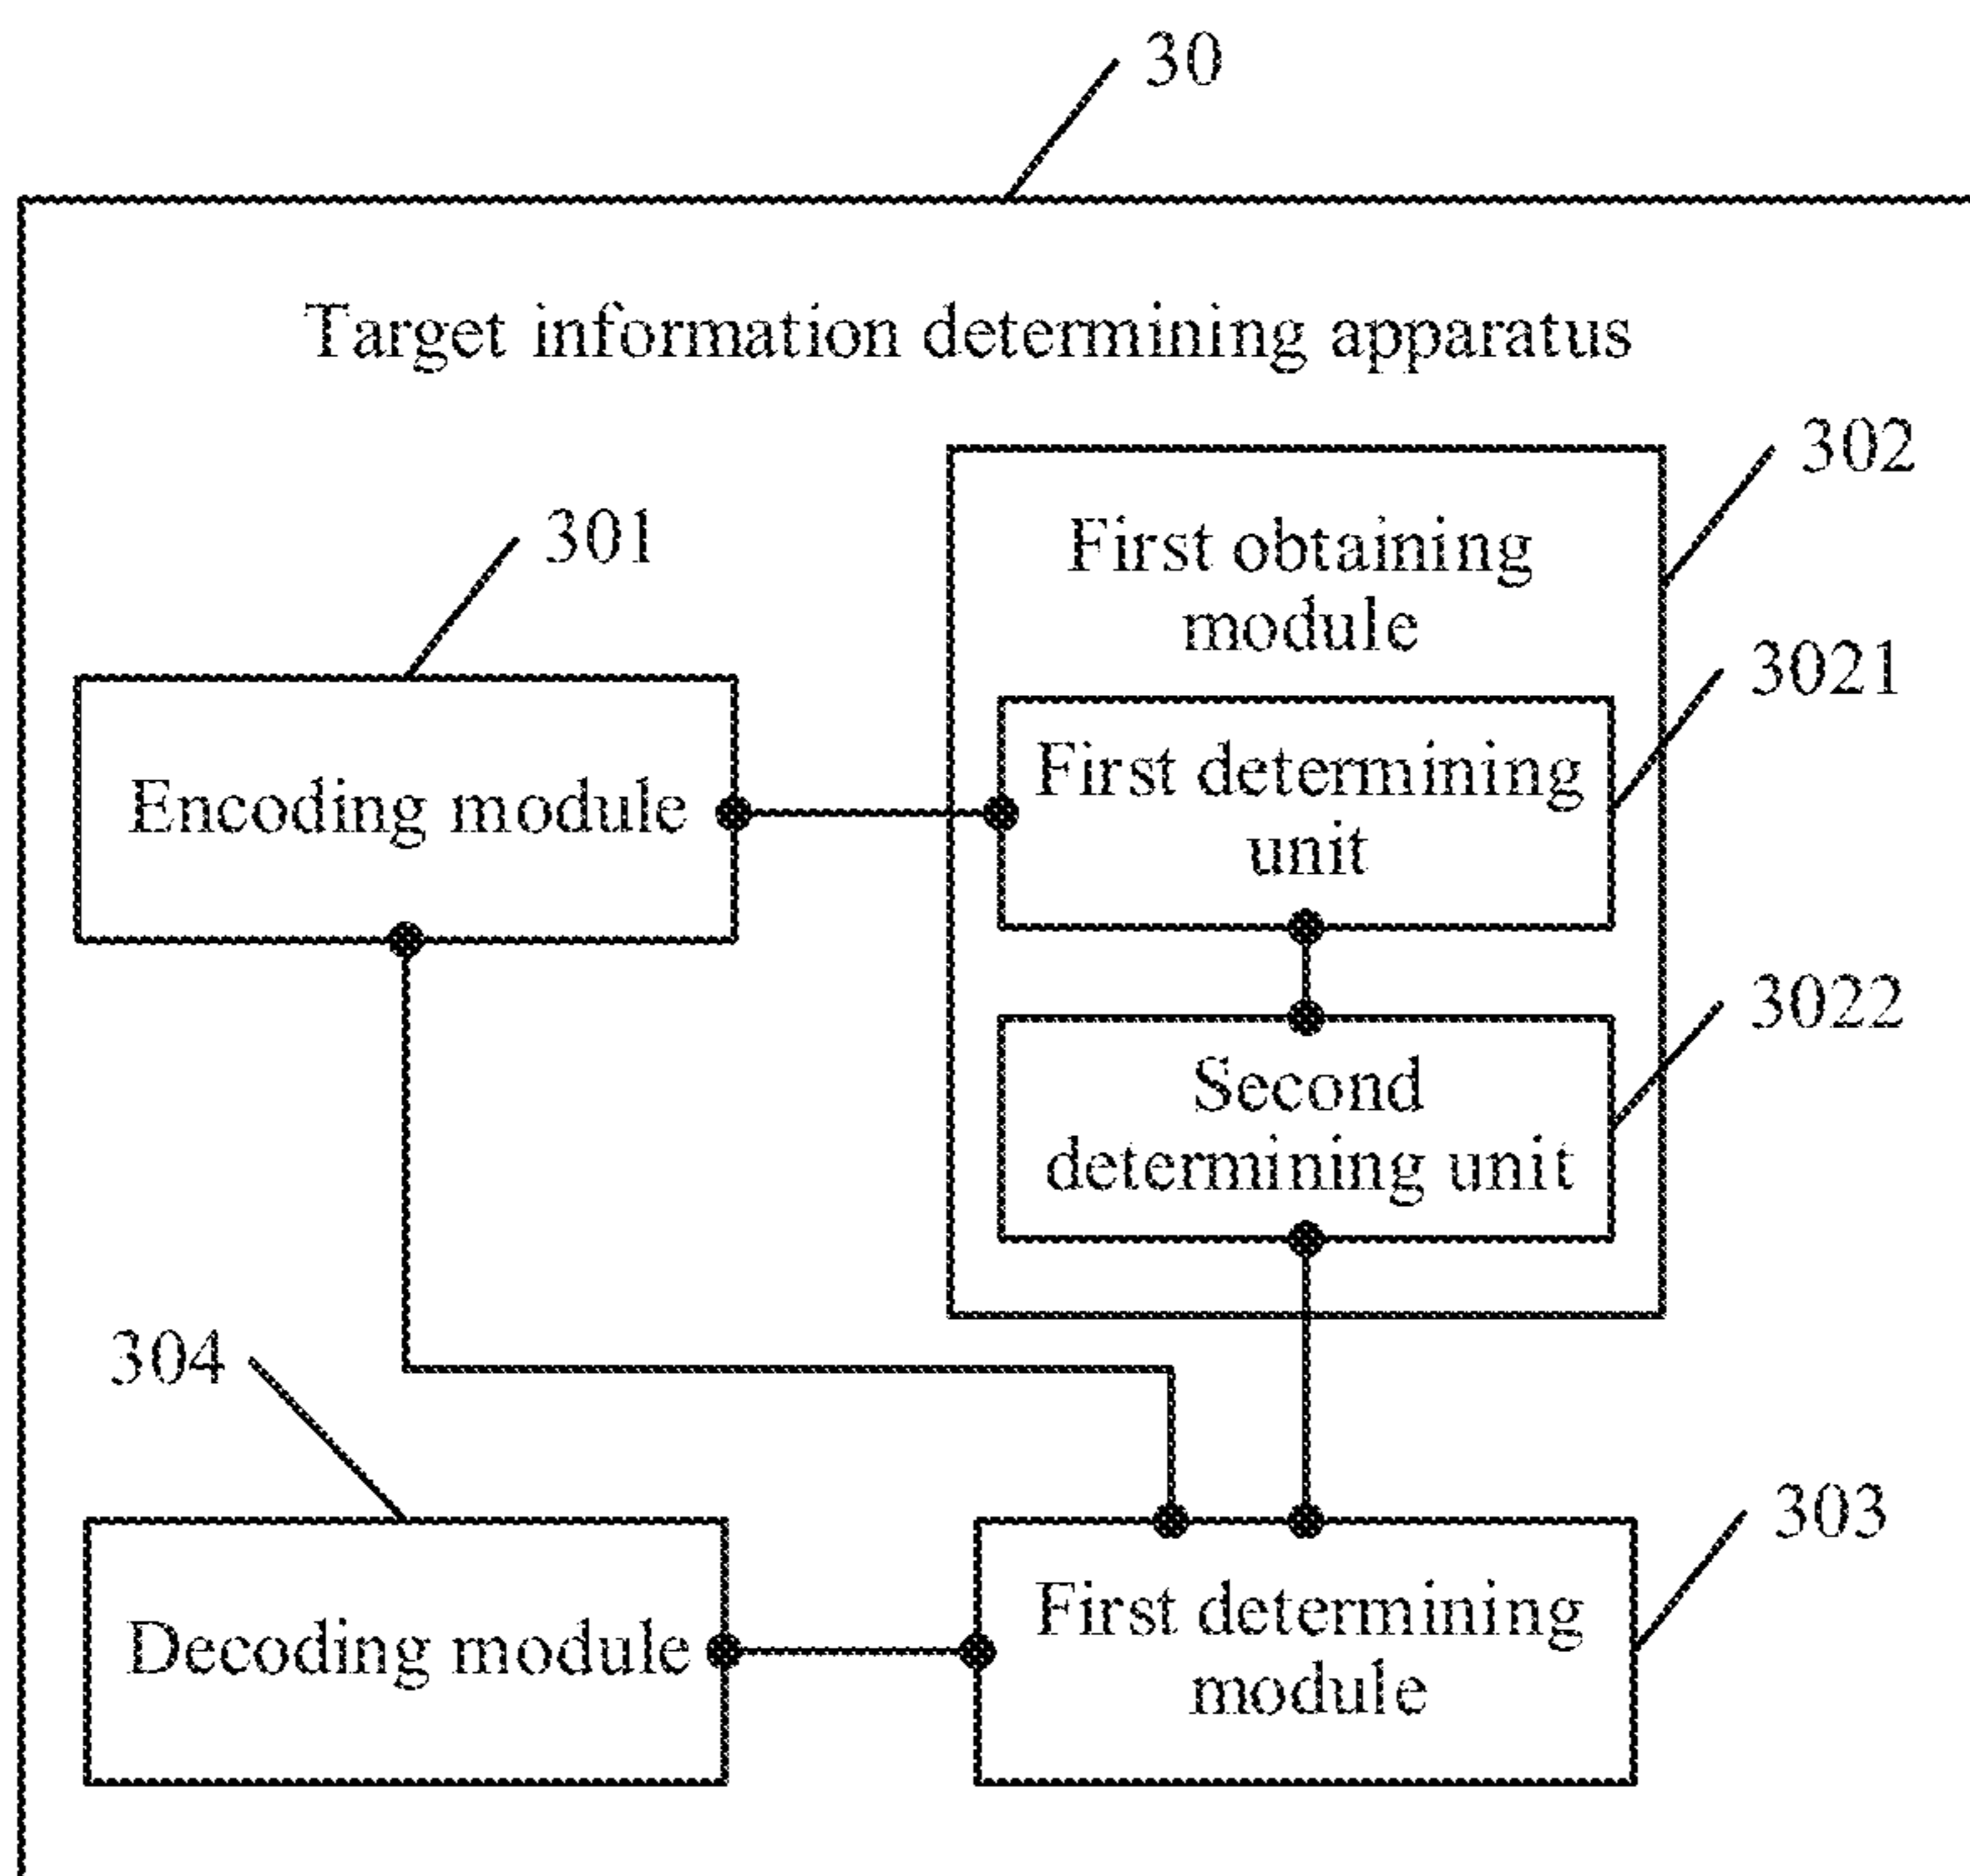 30
Target information determining apparatus
302
301
First obtaining
module
3021
First determining
unit
Encoding module
3022
Second
determining unit
304
303
First determining
module
Decoding module